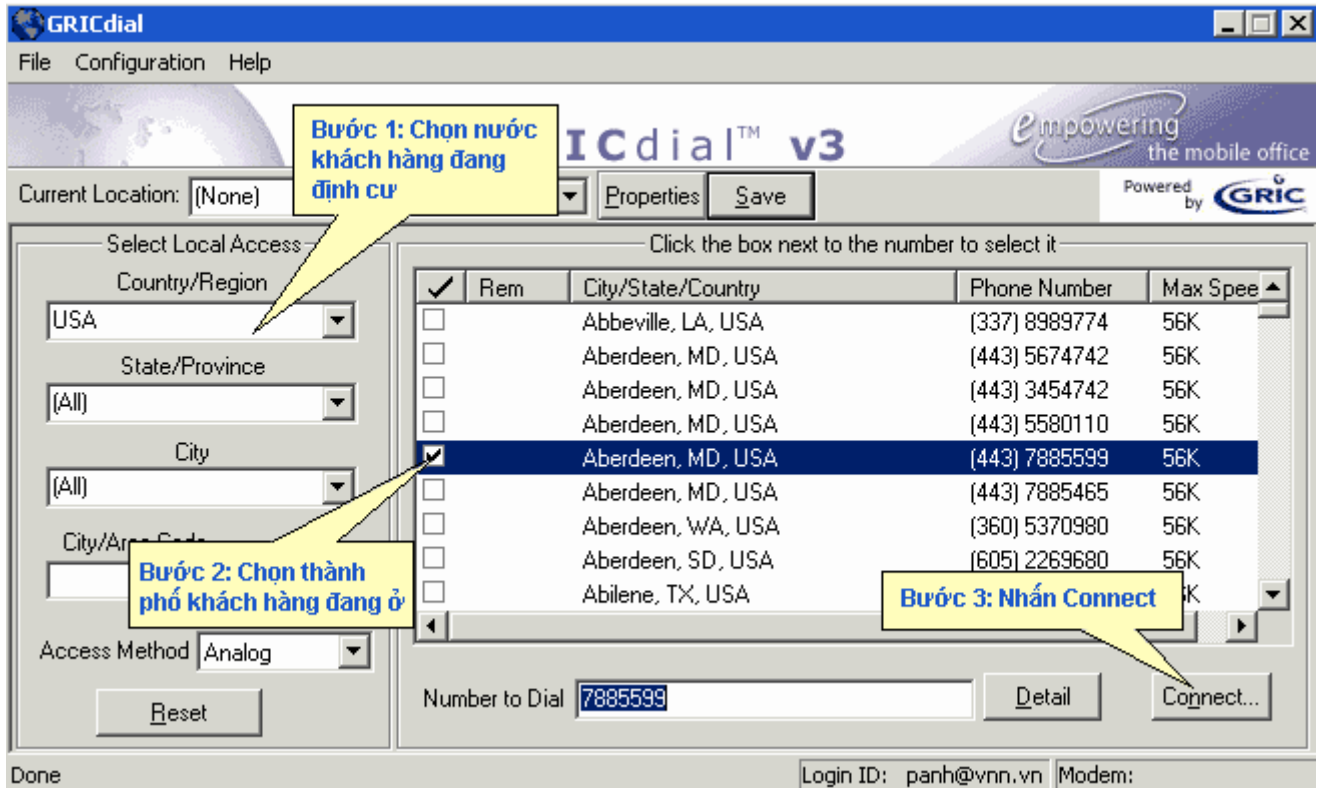 GRICdial
File Configuration Help
ICdial™ v3
empowering
the mobile office
Current Location: (None) Properties Save
Powered by GRIC
Bước 1: Chọn nước
khách hàng đang
định cư
Select Local Access
Country/Region
USA
State/Province
(All)
City
(All)
City/Area Code
Bước 2: Chọn thành
phố khách hàng đang ở
Access Method Analog
Reset
Click the box next to the number to select it
Rem City/State/Country Phone Number Max Spee
Abbeville, LA, USA (337) 8989774 56K
Aberdeen, MD, USA (443) 5674742 56K
Aberdeen, MD, USA (443) 3454742 56K
Aberdeen, MD, USA (443) 5580110 56K
Aberdeen, MD, USA (443) 7885599 56K
Aberdeen, MD, USA (443) 7885465 56K
Aberdeen, WA, USA (360) 5370980 56K
Aberdeen, SD, USA (605) 2269680 56K
Abilene, TX, USA
Bước 3: Nhấn Connect
Number to Dial 7885599 Detail Connect...
Done Login ID: panh@vnn.vn Modem: